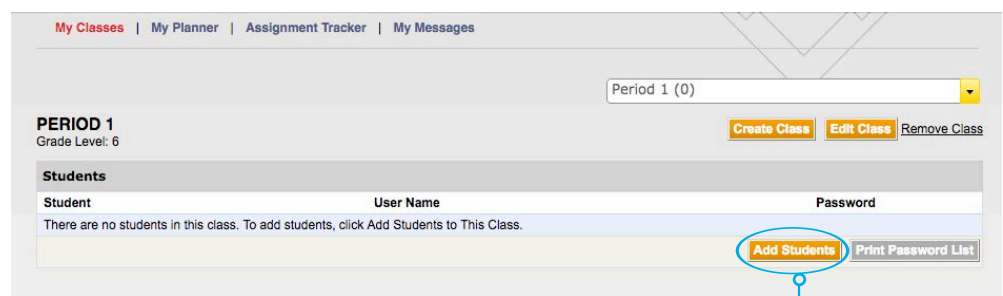 My Classes | My Planner | Assignment Tracker | My Messages
Period 1 (0)
PERIOD 1
Grade Level: 6
Create Class Edit Class Remove Class
Students
Student User Name Password
There are no students in this class. To add students, click Add Students to This Class.
Add Students Print Password List